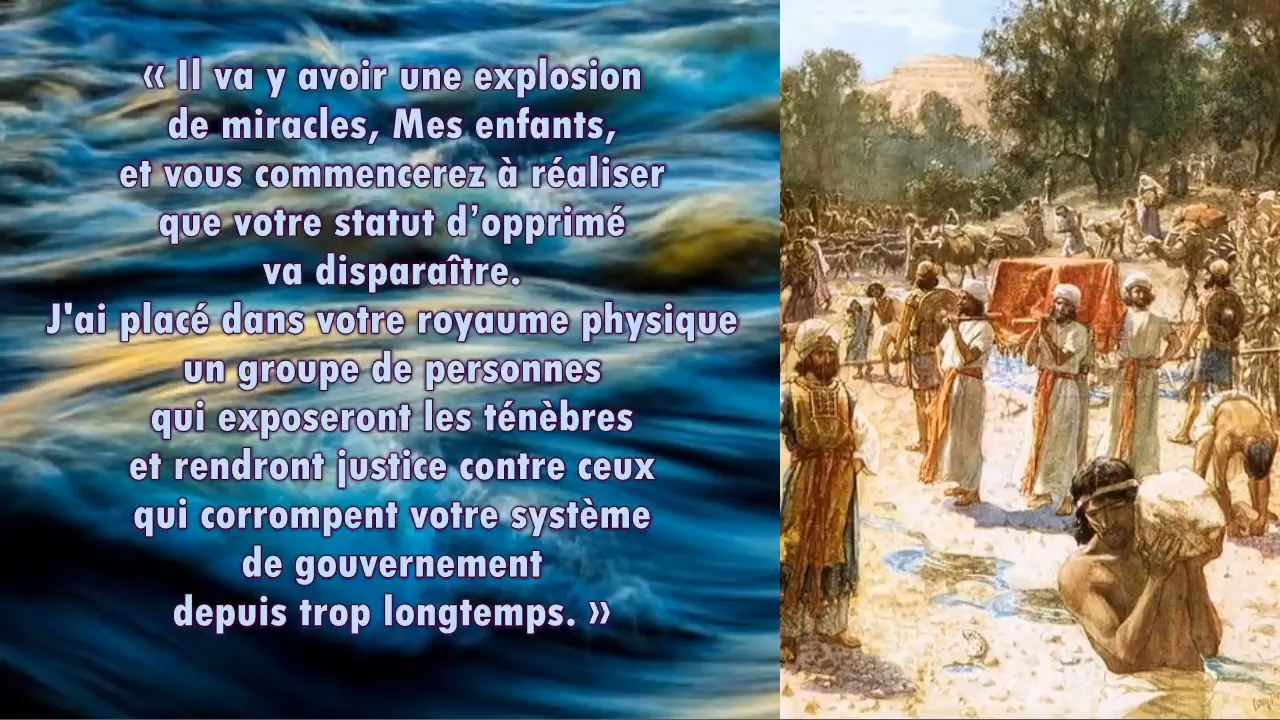 « Il va y avoir une explosion
de miracles, Mes enfants,
et vous commencerez à réaliser
que votre statut d’opprimé
va disparaître.
J'ai placé dans votre royaume physique
un groupe de personnes
qui exposeront les ténèbres
et rendront justice contre ceux
qui corrompent votre système
de gouvernement
depuis trop longtemps. »